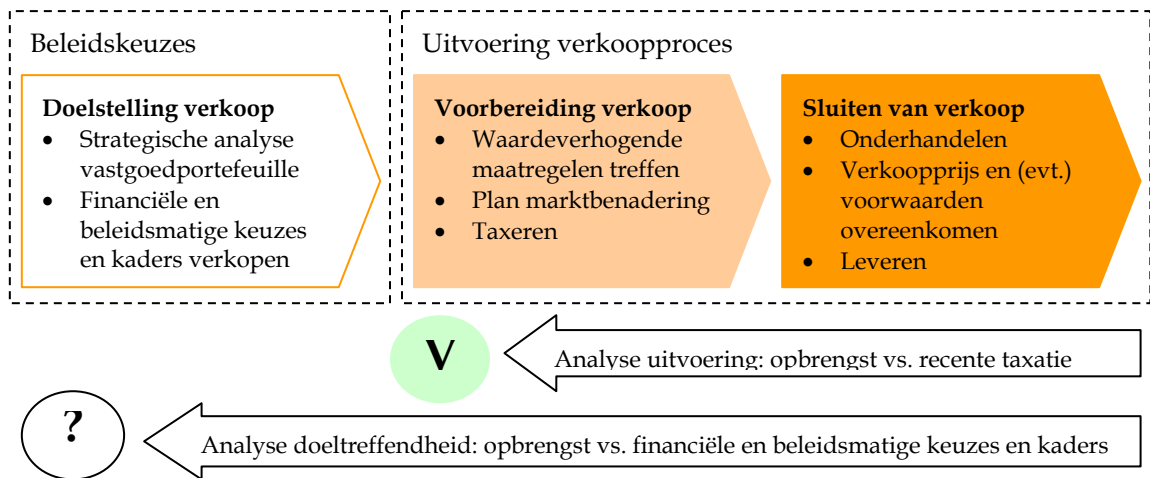 Beleidskeuzes
Doelstelling verkoop
• Strategische analyse
vastgoedportefeuille
• Financiële en
beleidsmatige keuzes
en kaders verkopen
Uitvoering verkoopproces
Voorbereiding verkoop
• Waardeverhogende
maatregelen treffen
• Plan marktbenadering
• Taxeren
Sluiten van verkoop
• Onderhandelen
• Verkoopprijs en (evt.)
voorwaarden
overeenkomen
• Leveren
V
Analyse uitvoering: opbrengst vs. recente taxatie
?
Analyse doeltreffendheid: opbrengst vs. financiële en beleidsmatige keuzes en kaders